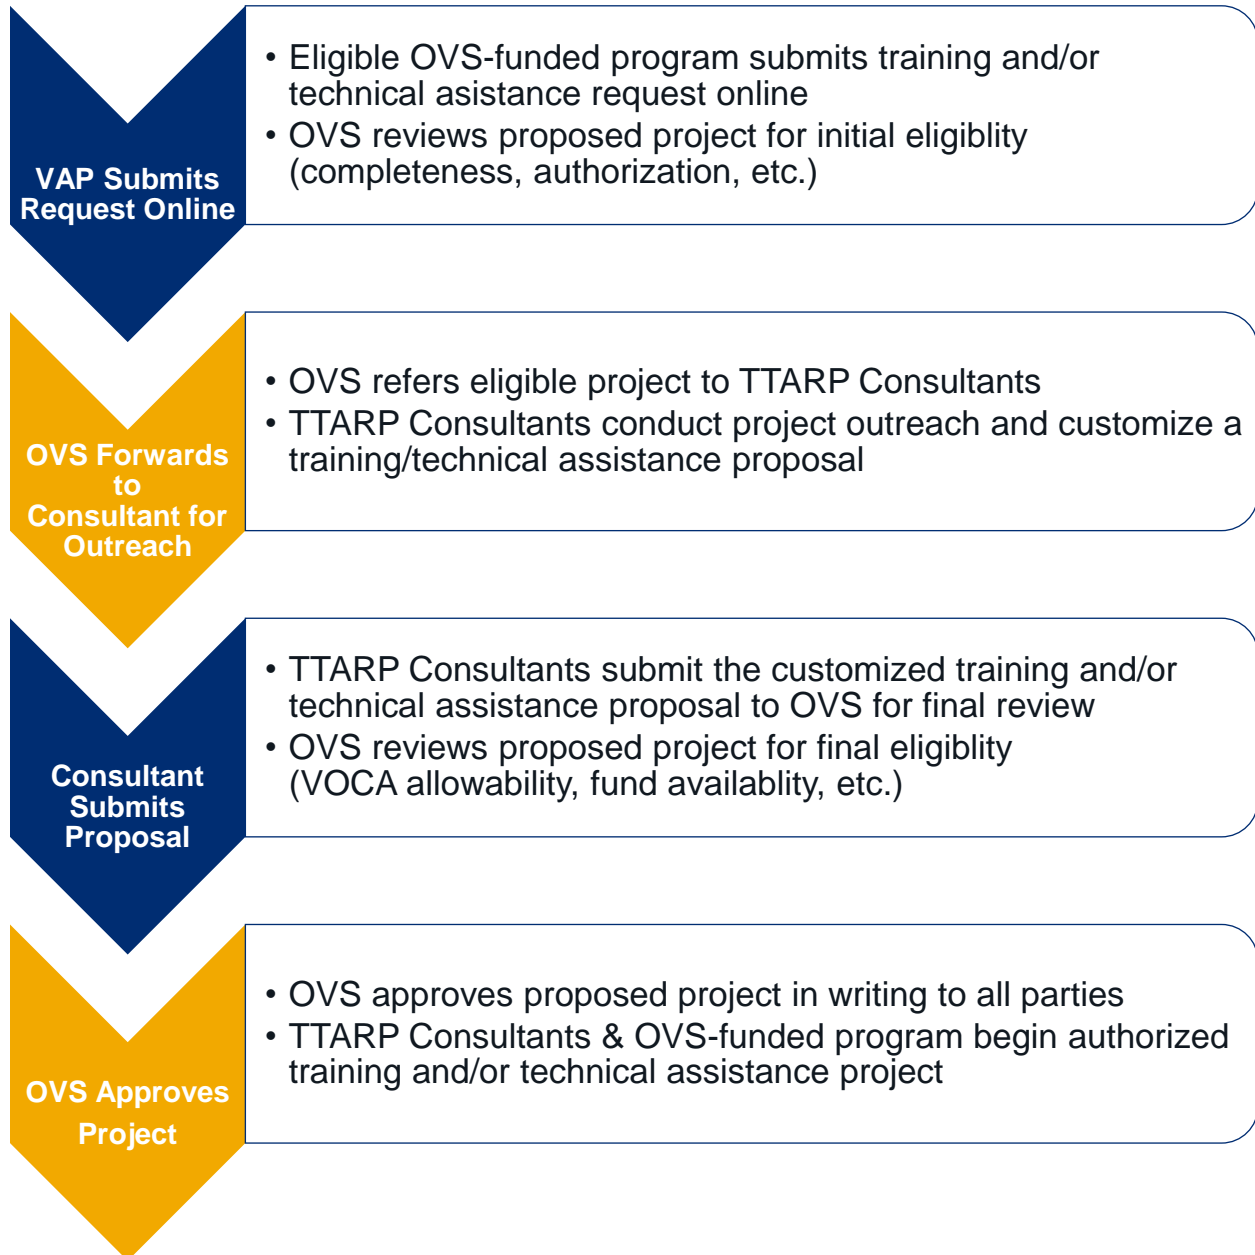 VAP Submits
Request Online
• Eligible OVS-funded program submits training and/or
technical asistance request online
• OVS reviews proposed project for initial eligiblity
(completeness, authorization, etc.)
OVS Forwards
to
Consultant for
Outreach
• OVS refers eligible project to TTARP Consultants
• TTARP Consultants conduct project outreach and customize a
training/technical assistance proposal
Consultant
Submits
Proposal
• TTARP Consultants submit the customized training and/or
technical assistance proposal to OVS for final review
• OVS reviews proposed project for final eligiblity
(VOCA allowability, fund availablity, etc.)
OVS Approves
Project
• OVS approves proposed project in writing to all parties
• TTARP Consultants & OVS-funded program begin authorized
training and/or technical assistance project